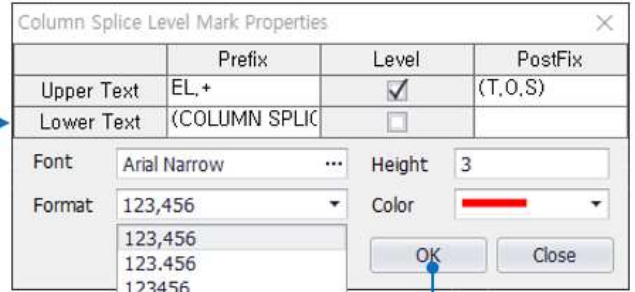 Column Splice Level Mark Properties
Prefix Level PostFix
Upper Text EL,+ (T,O,S)
Lower Text (COLUMN SPLIC
Font Arial Narrow ... Height 3
Format 123,456 Color
123,456
123.456
123456
OK Close